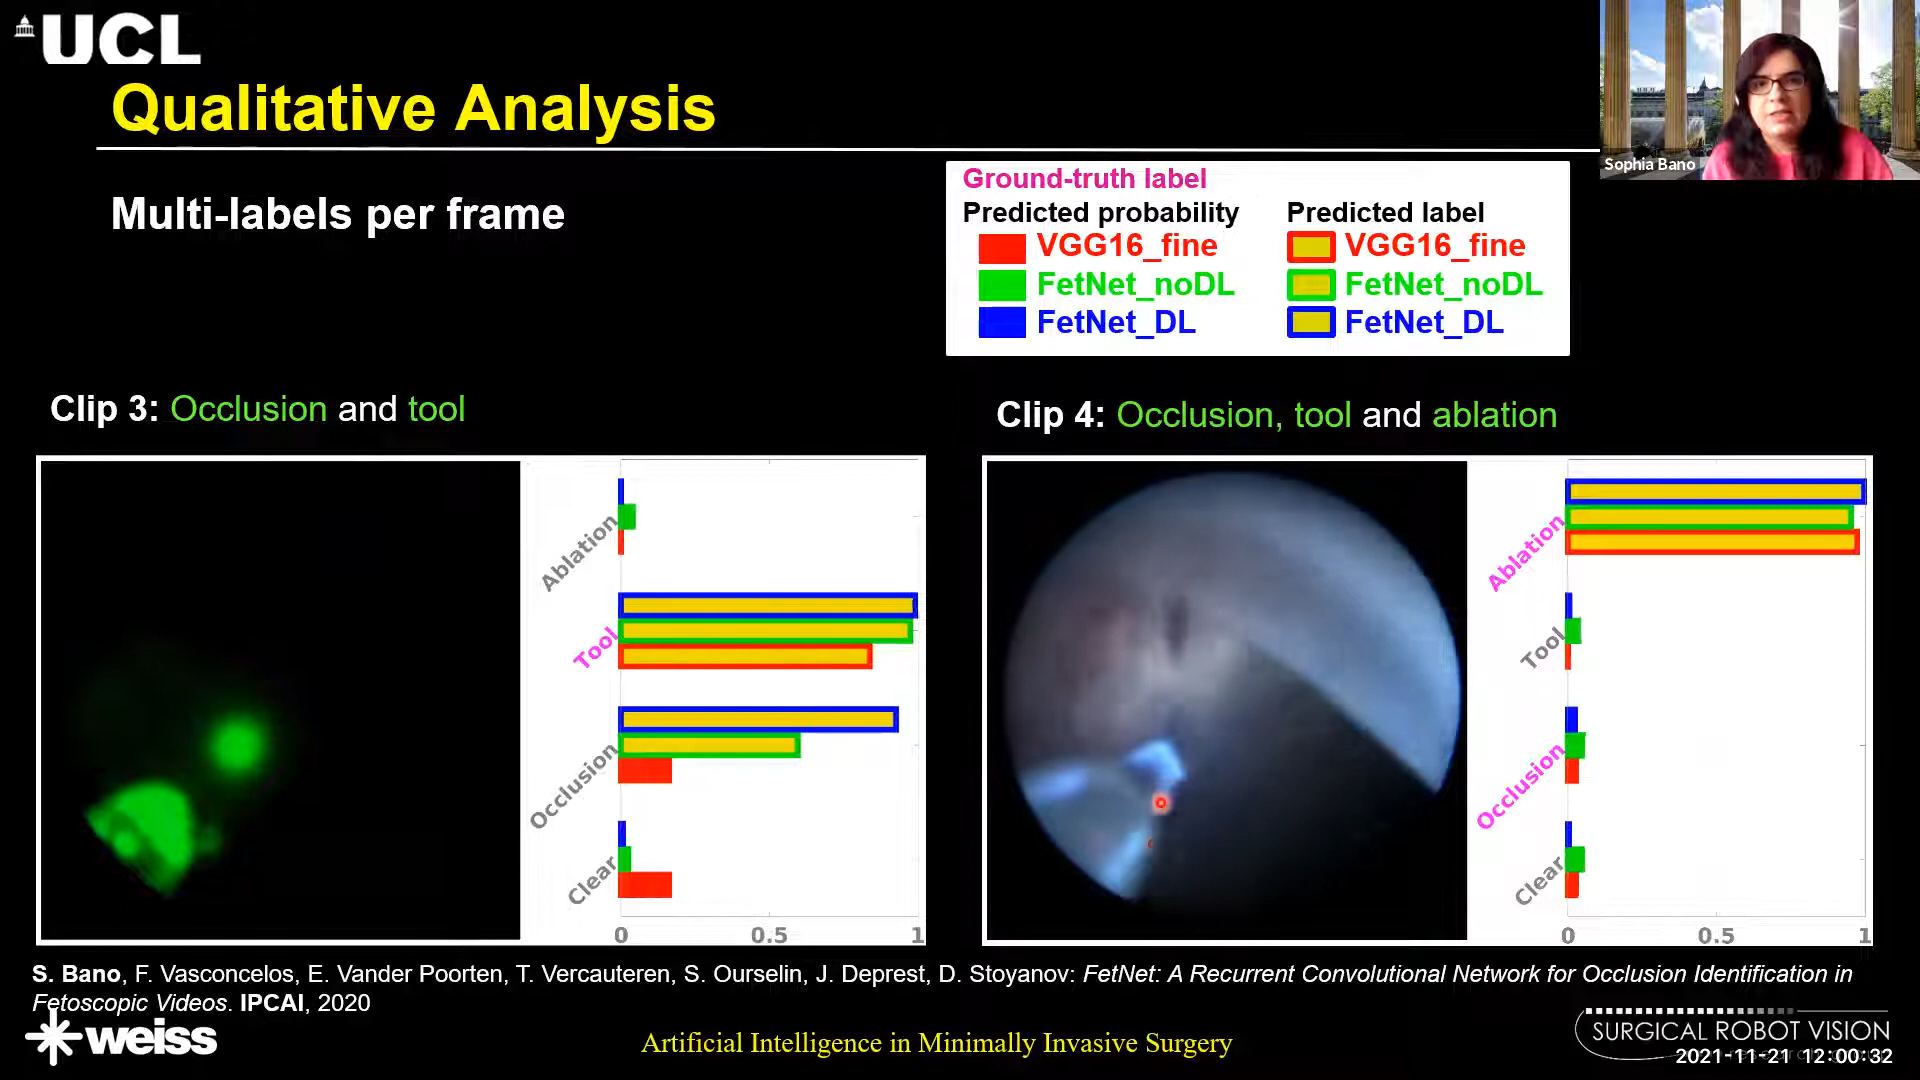 UCL
Qualitative Analysis
Multi-labels per frame
Ground-truth label
Predicted probability
Predicted label
VGG16_fine
VGG16_fine
FetNet_noDL
FetNet_noDL
FetNet_DL
FetNet_DL
Sophia Bano
Clip 3: Occlusion and tool
Ablation
Tool
Occlusion
Clear
0 0.5 1
Clip 4: Occlusion, tool and ablation
Ablation
Tool
Occlusion
Clear
0 0.5 1
S. Bano, F. Vasconcelos, E. Vander Poorten, T. Vercauteren, S. Ourselin, J. Deprest, D. Stoyanov: FetNet: A Recurrent Convolutional Network for Occlusion Identification in
Fetoscopic Videos. IPCAI, 2020
weiss
Artificial Intelligence in Minimally Invasive Surgery
SURGICAL ROBOT VISION
2021-11-21 12:00:32